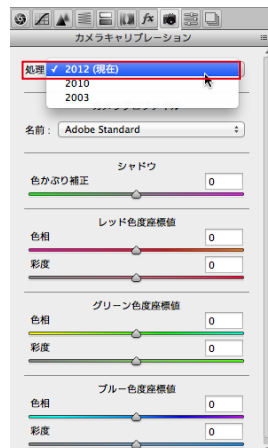 fx
カメラキャリブレーション
処理 ✓ 2012 (現在)
2010
2003
名前: Adobe Standard
シャドウ
色かぶり補正 0
レッド色度座標値
色相 0
彩度 0
グリーン色度座標値
色相 0
彩度 0
ブルー色度座標値
色相 0
彩度 0